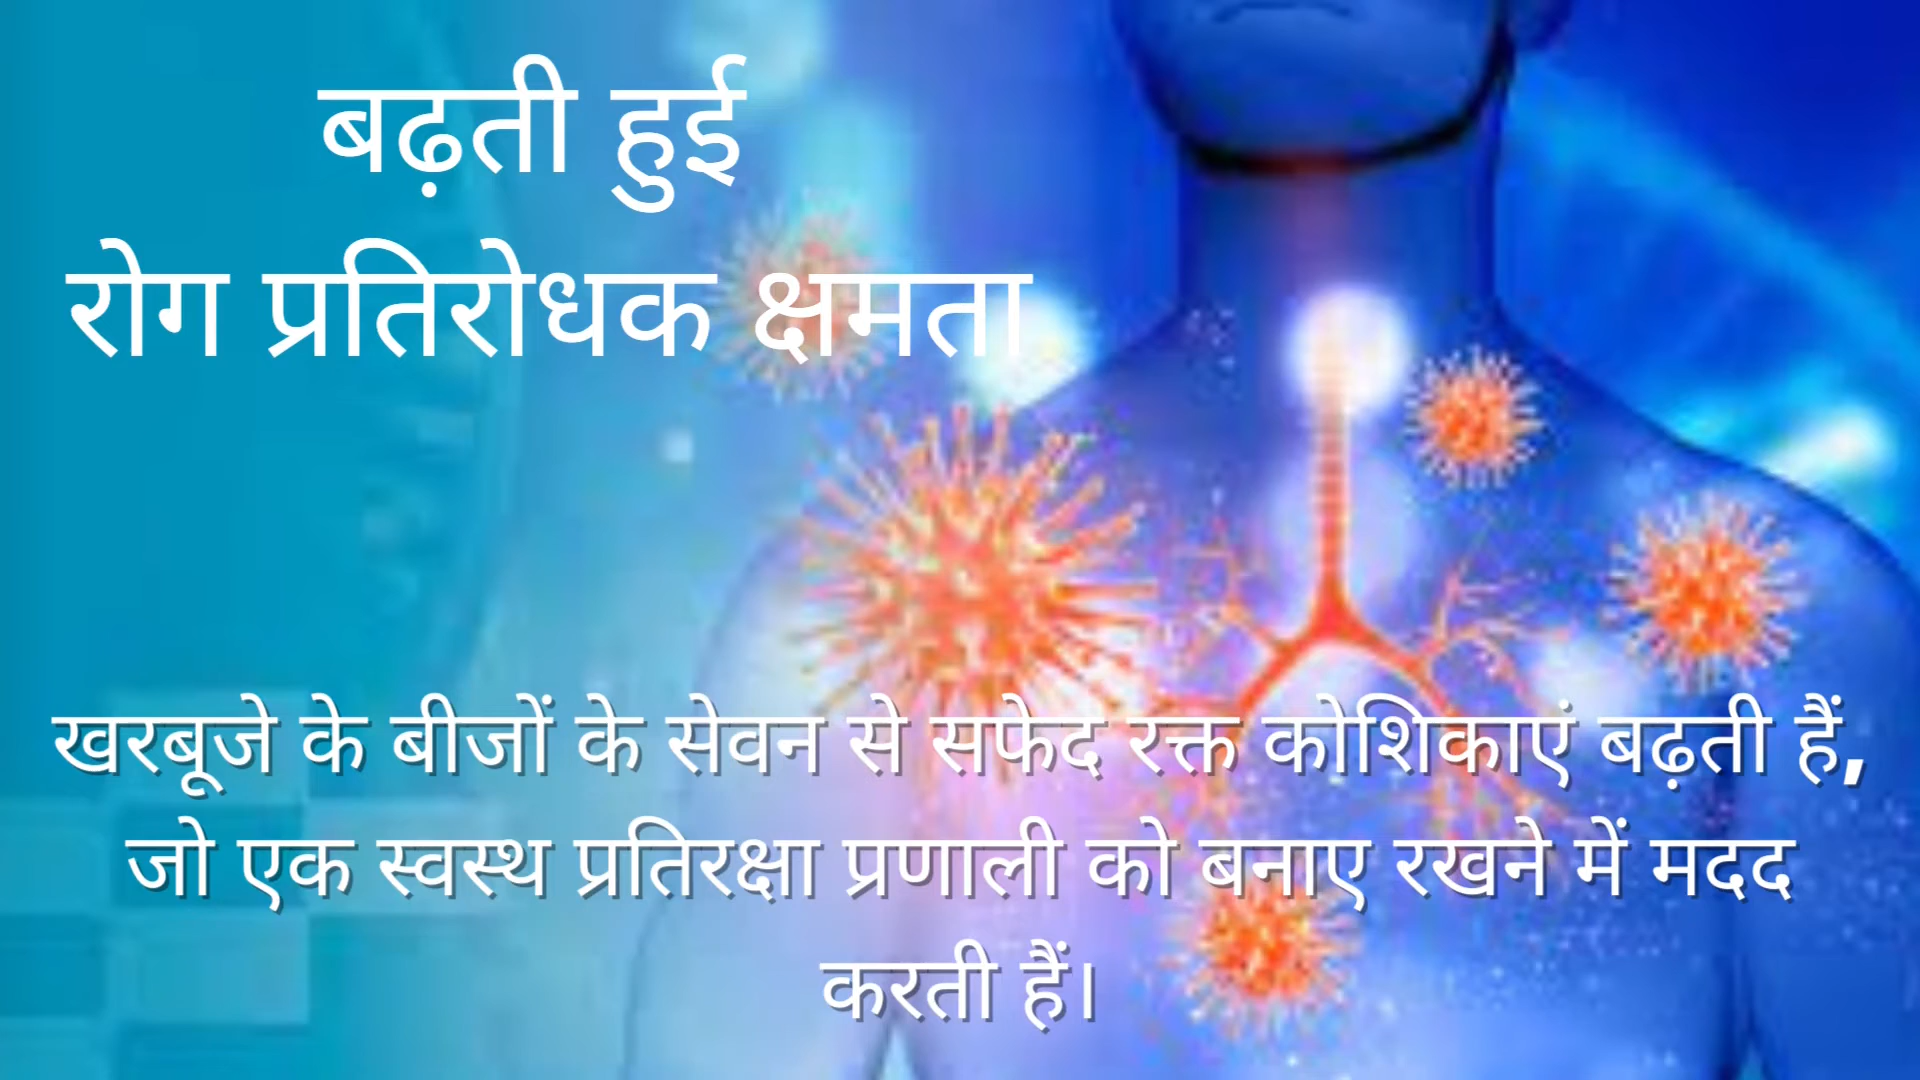 बढ़ती हुई
रोग प्रतिरोधक क्षमता
खरबूजे के बीजों के सेवन से सफेद रक्त कोशिकाएं बढ़ती हैं,
जो एक स्वस्थ प्रतिरक्षा प्रणाली को बनाए रखने में मदद
करती हैं।